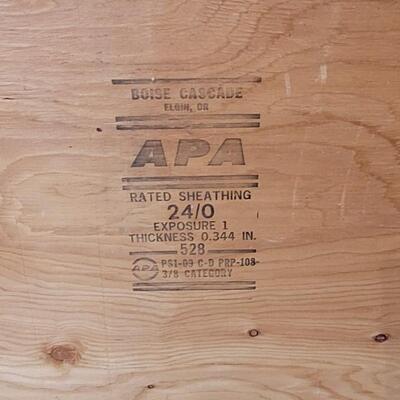 BOISE CASCADE
ELGIN, OR
APA
RATED SHEATHING
24/0
EXPOSURE 1
THICKNESS 0.344 IN.
528
APA PS1-09 C-D PRP-108
3/8 CATEGORY